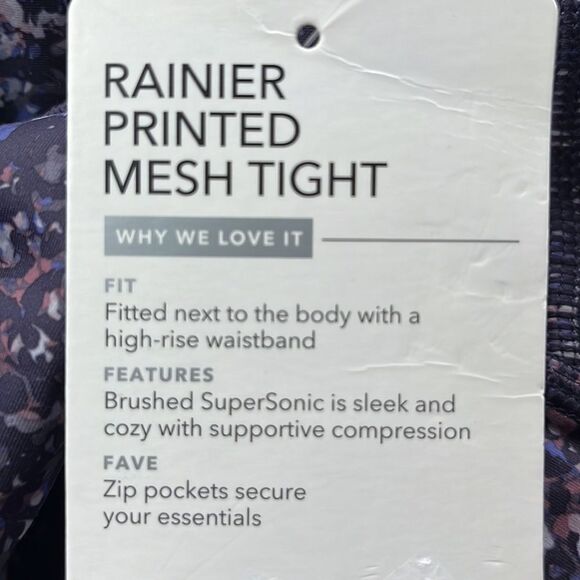 RAINIER
PRINTED
MESH TIGHT
WHY WE LOVE IT
FIT
Fitted next to the body with a
high-rise waistband
FEATURES
Brushed SuperSonic is sleek and
cozy with supportive compression
FAVE
Zip pockets secure
your essentials